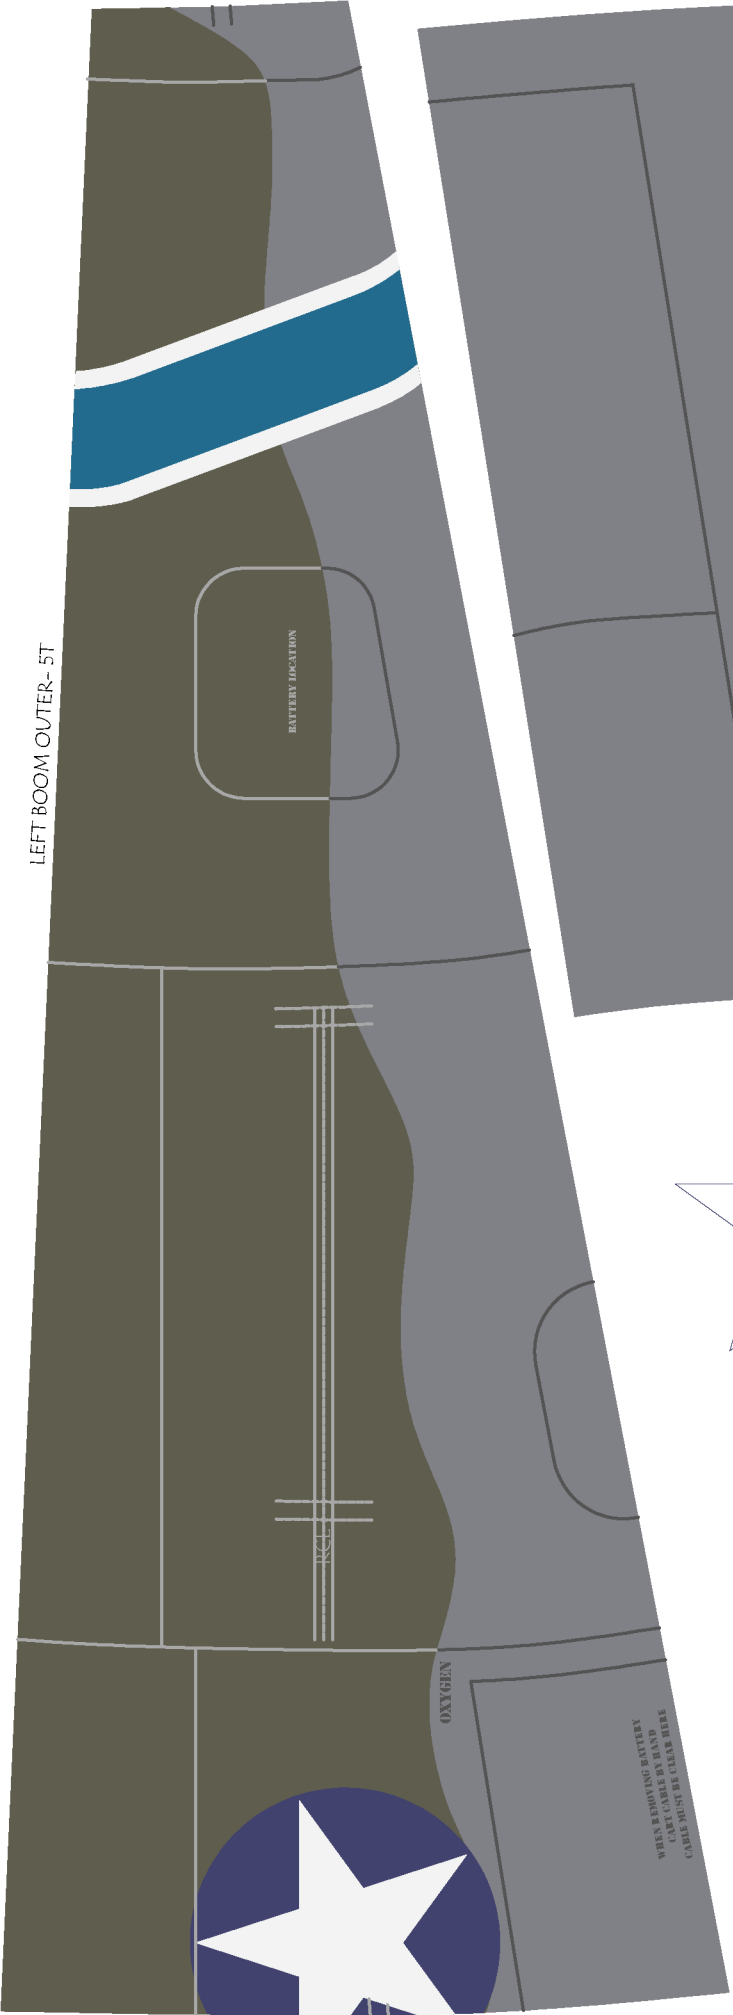 LEFT BOOM OUTER- 5T
BATTERY LOCATION
RCL
OXYGEN
WHEN REMOVING BATTERY
CART CABLE BY HAND
CABLE MUST BE CLEAR HERE